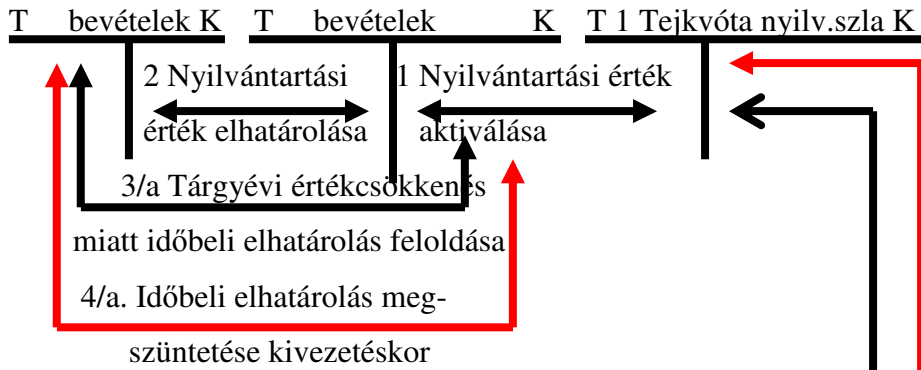 T bevételek K T bevételek K T 1 Tejkvóta nyilv.szla K
2 Nyilvántartási 1 Nyilvántartási érték
érték elhatárolása aktiválása
3/a Tárgyévi értékcsökkenés
miatt időbeli elhatárolás feloldása
4/a. Időbeli elhatárolás meg-
szüntetése kivezetéskor